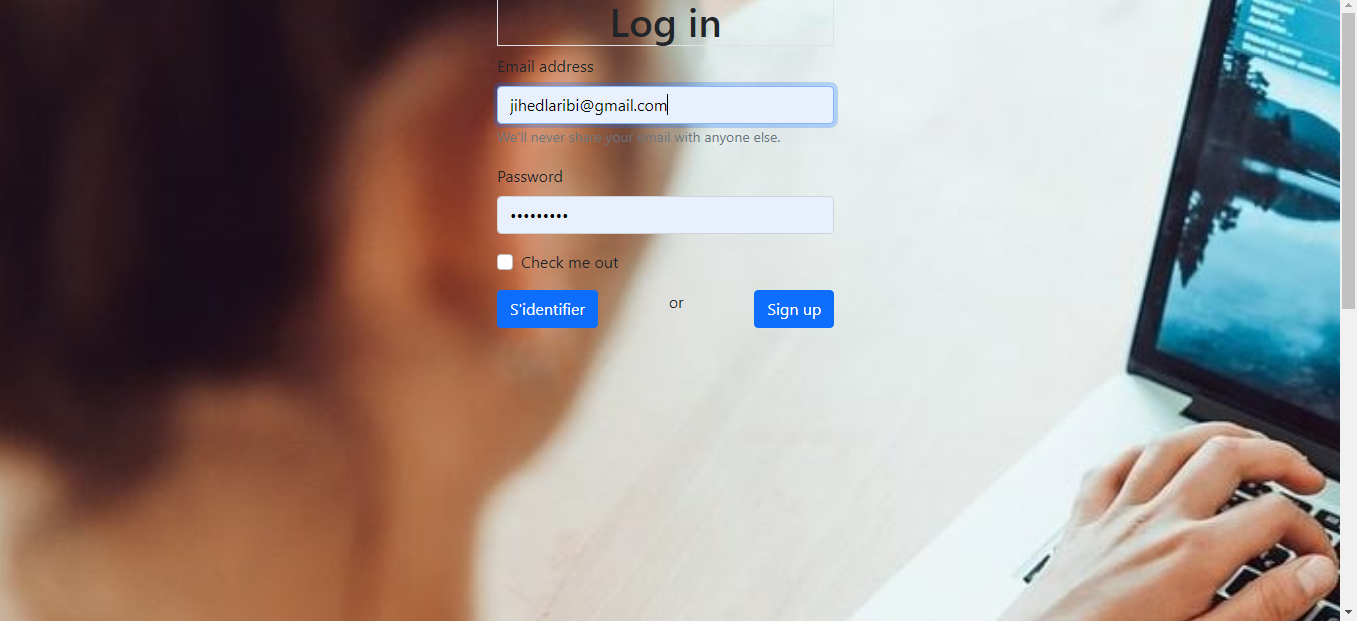 Log in
Email address
jihedlaribi@gmail.com
We'll never share your email with anyone else.
Password
•••••••••
Check me out
S'identifier or Sign up